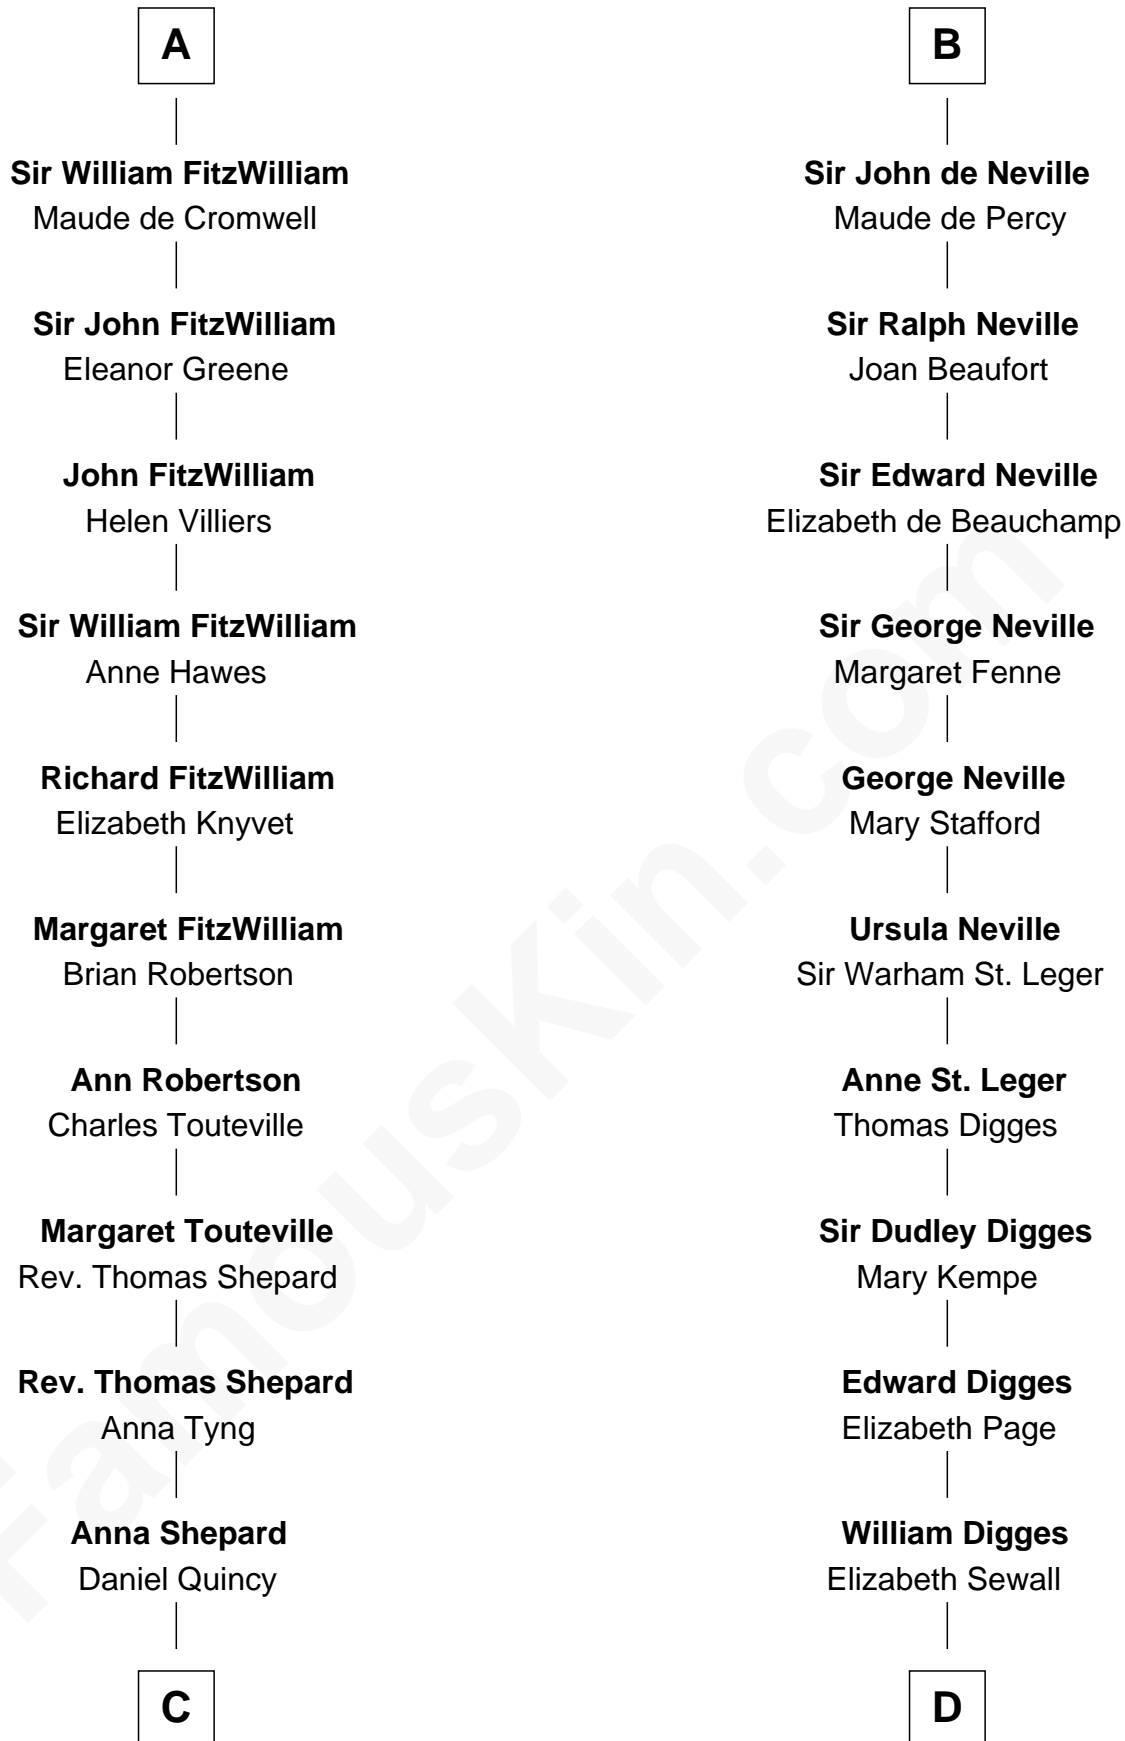 A
Sir William FitzWilliam
Maude de Cromwell
Sir John FitzWilliam
Eleanor Greene
John FitzWilliam
Helen Villiers
Sir William FitzWilliam
Anne Hawes
Richard FitzWilliam
Elizabeth Knyvet
Margaret FitzWilliam
Brian Robertson
Ann Robertson
Charles Touteville
Margaret Touteville
Rev. Thomas Shepard
Rev. Thomas Shepard
Anna Tyng
Anna Shepard
Daniel Quincy
C
B
Sir John de Neville
Maude de Percy
Sir Ralph Neville
Joan Beaufort
Sir Edward Neville
Elizabeth de Beauchamp
Sir George Neville
Margaret Fenne
George Neville
Mary Stafford
Ursula Neville
Sir Warham St. Leger
Anne St. Leger
Thomas Digges
Sir Dudley Digges
Mary Kempe
Edward Digges
Elizabeth Page
William Digges
Elizabeth Sewall
D
FamousKin.com